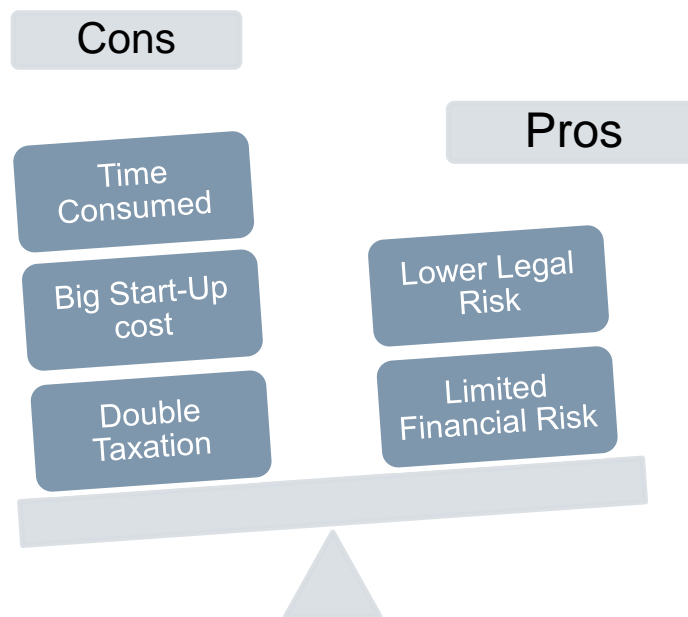 Cons
Time
Consumed
Big Start-Up
cost
Double
Taxation
Pros
Lower Legal
Risk
Limited
Financial Risk